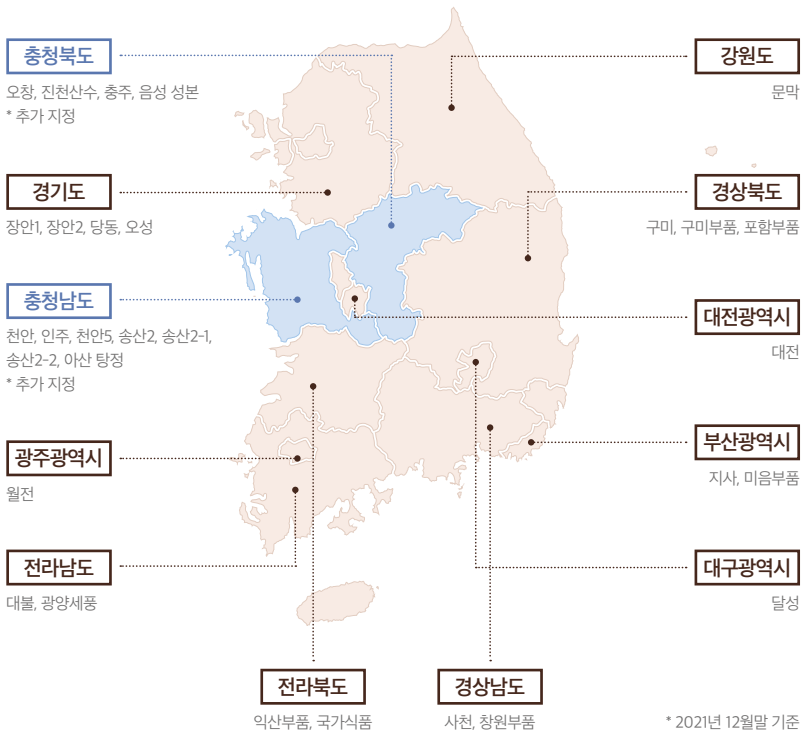 충청북도
오창, 진천산수, 충주, 음성 성본
* 추가 지정
경기도
장안1, 장안2, 당동, 오성
충청남도
천안, 인주, 천안5, 송산2, 송산2-1,
송산2-2, 아산 탕정
* 추가 지정
광주광역시
월전
전라남도
대불, 광양세풍
강원도
문막
경상북도
구미, 구미부품, 포함부품
대전광역시
대전
부산광역시
지사, 미음부품
대구광역시
달성
전라북도
익산부품, 국가식품
경상남도
사천, 창원부품
* 2021년 12월말 기준